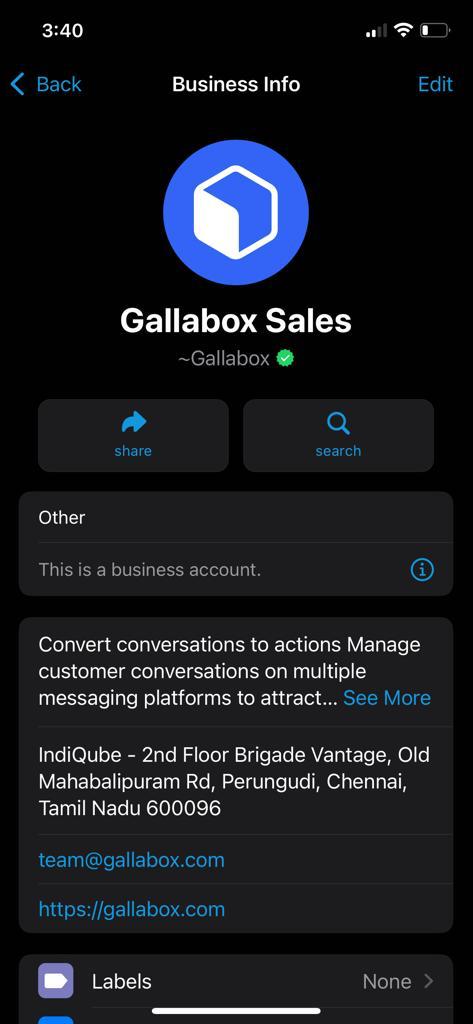 3:40
Back
Business Info
Edit
Gallabox Sales
~Gallabox
share
search
Other
This is a business account.
Convert conversations to actions Manage
customer conversations on multiple
messaging platforms to attract... See More
IndiQube - 2nd Floor Brigade Vantage, Old
Mahabalipuram Rd, Perungudi, Chennai,
Tamil Nadu 600096
team@gallabox.com
https://gallabox.com
Labels
None